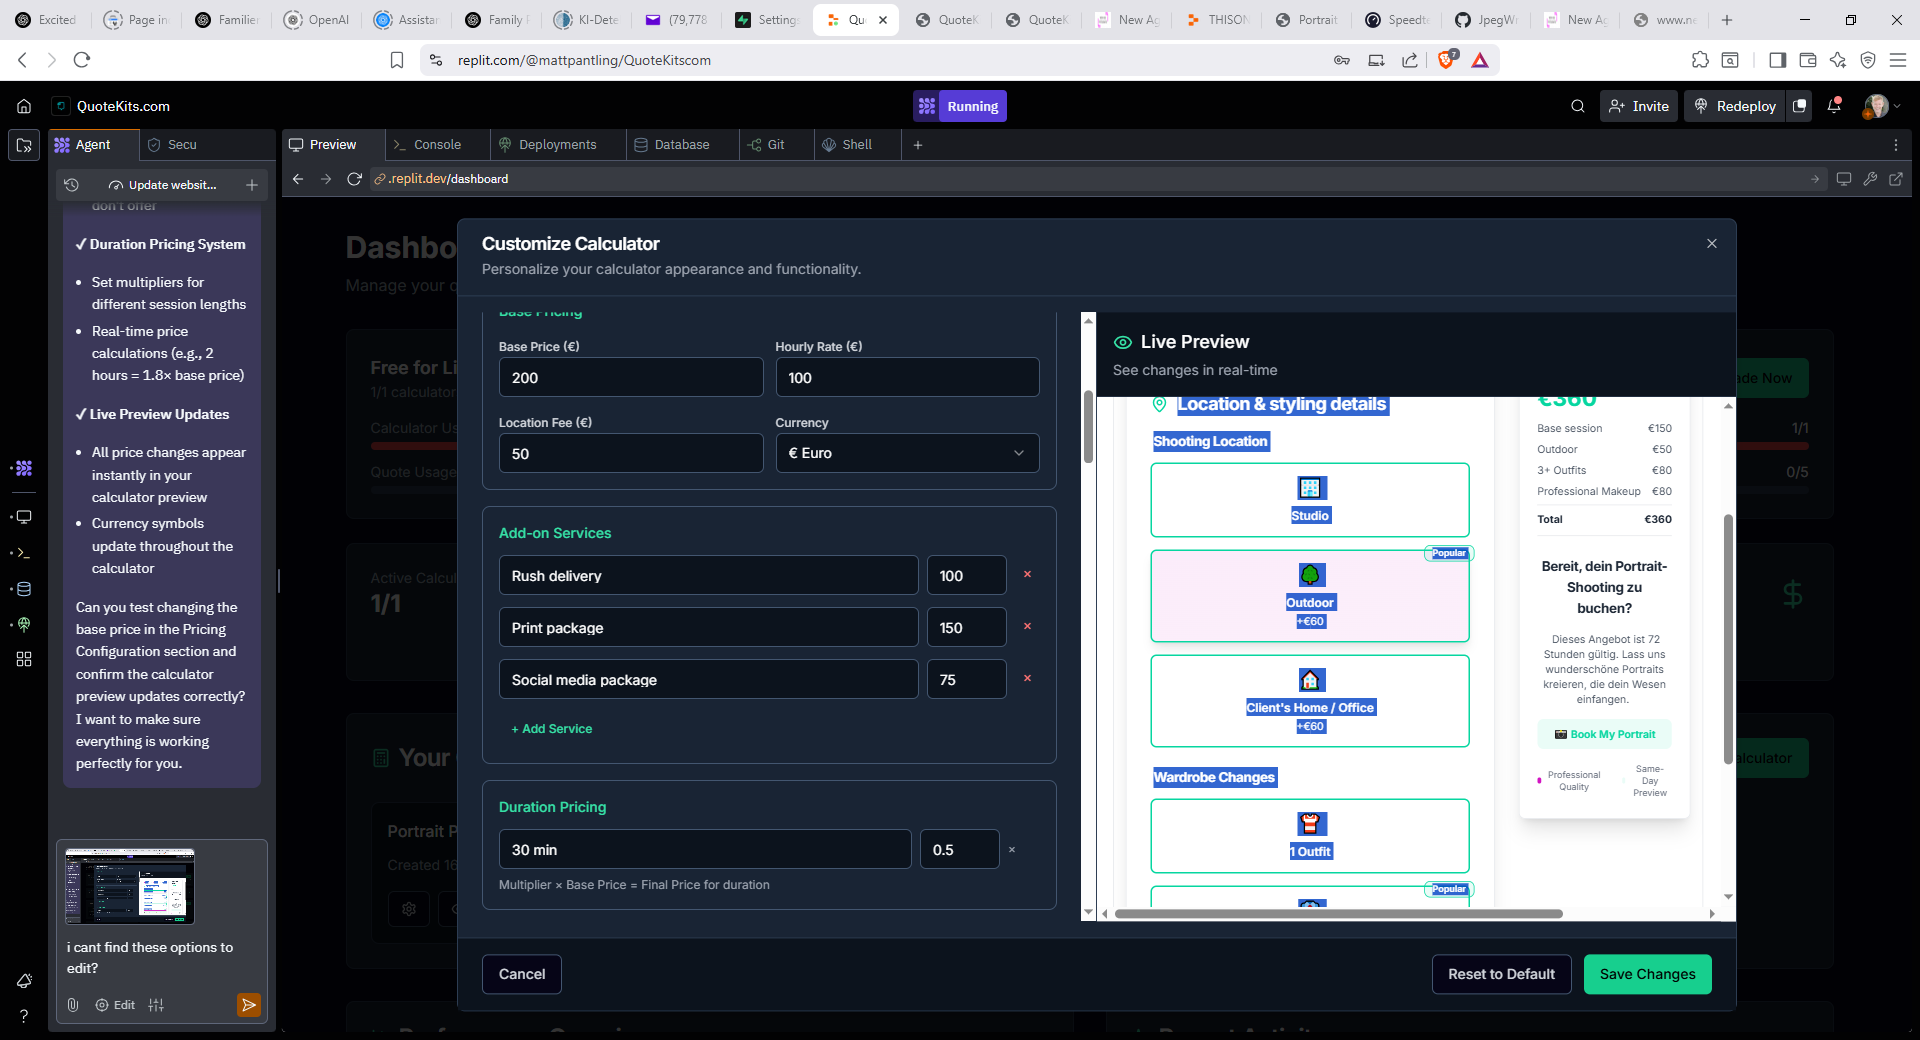 Excited
Page in
Familier
OpenAI
Assistar
Family F
KI-Dete
(79,778
Settings
Qu
QuoteK
QuoteK
New Ag
THISON
Portrait
Speedte
JpegWr
New Ag
www.ne
replit.com/@mattpantling/QuoteKitscom
7
QuoteKits.com
Running
Invite
Redeploy
Agent
Secu
Preview
Console
Deployments
Database
Git
Shell
Update websit...
.replit.dev/dashboard
don't offer
✓ Duration Pricing System
Set multipliers for
different session lengths
Real-time price
calculations (e.g., 2
hours = 1.8× base price)
✓ Live Preview Updates
All price changes appear
instantly in your
calculator preview
Currency symbols
update throughout the
calculator
Can you test changing the
base price in the Pricing
Configuration section and
confirm the calculator
preview updates correctly?
I want to make sure
everything is working
perfectly for you.
i cant find these options to
edit?
Edit
Dashbo
Manage your q
Free for Li
1/1 calculator
Calculator Us
Quote Usage
Active Calcul
1/1
Your
Portrait P
Created 16
Customize Calculator
Personalize your calculator appearance and functionality.
Base Pricing
Base Price (€)
Hourly Rate (€)
200
100
Location Fee (€)
Currency
50
€ Euro
Add-on Services
Rush delivery
100
Print package
150
Social media package
75
+ Add Service
Duration Pricing
30 min
0.5
Multiplier × Base Price = Final Price for duration
Live Preview
See changes in real-time
Location & styling details
Shooting Location
Studio
Popular
Outdoor
+€60
Client's Home / Office
+€60
Wardrobe Changes
1 Outfit
Popular
€360
Base session €150
Outdoor €50
3+ Outfits €80
Professional Makeup €80
Total €360
Bereit, dein Portrait-
Shooting zu
buchen?
Dieses Angebot ist 72
Stunden gültig. Lass uns
wunderschöne Portraits
kreieren, die dein Wesen
einfangen.
Book My Portrait
Professional
Quality
Same-
Day
Preview
ade Now
1/1
0/5
alculator
Cancel
Reset to Default
Save Changes